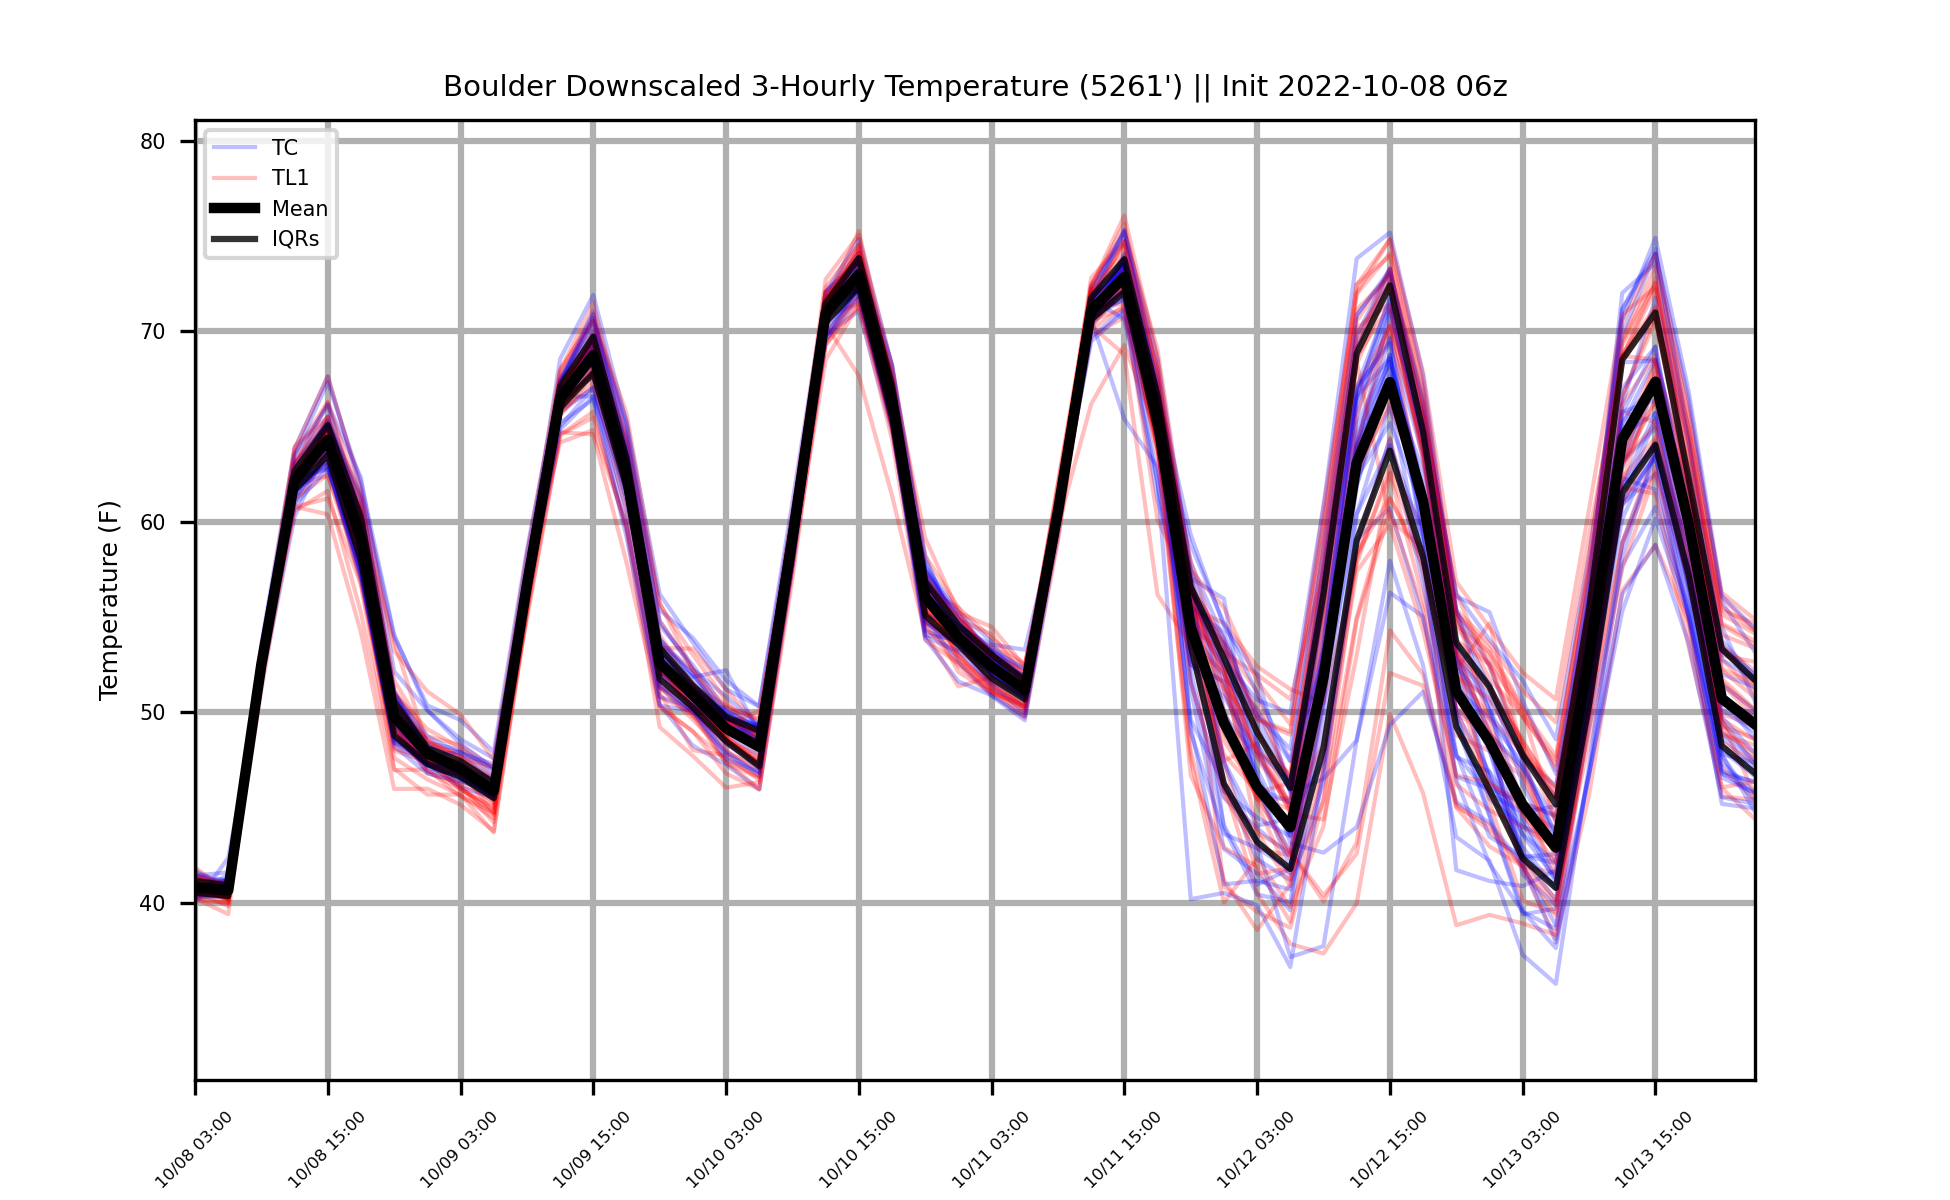 Boulder Downscaled 3-Hourly Temperature (5261') || Init 2022-10-08 06z
TC
TL1
Mean
IQRs
Temperature (F)
80
70
60
50
40
10/08 03:00
10/08 15:00
10/09 03:00
10/09 15:00
10/10 03:00
10/10 15:00
10/11 03:00
10/11 15:00
10/12 03:00
10/12 15:00
10/13 03:00
10/13 15:00